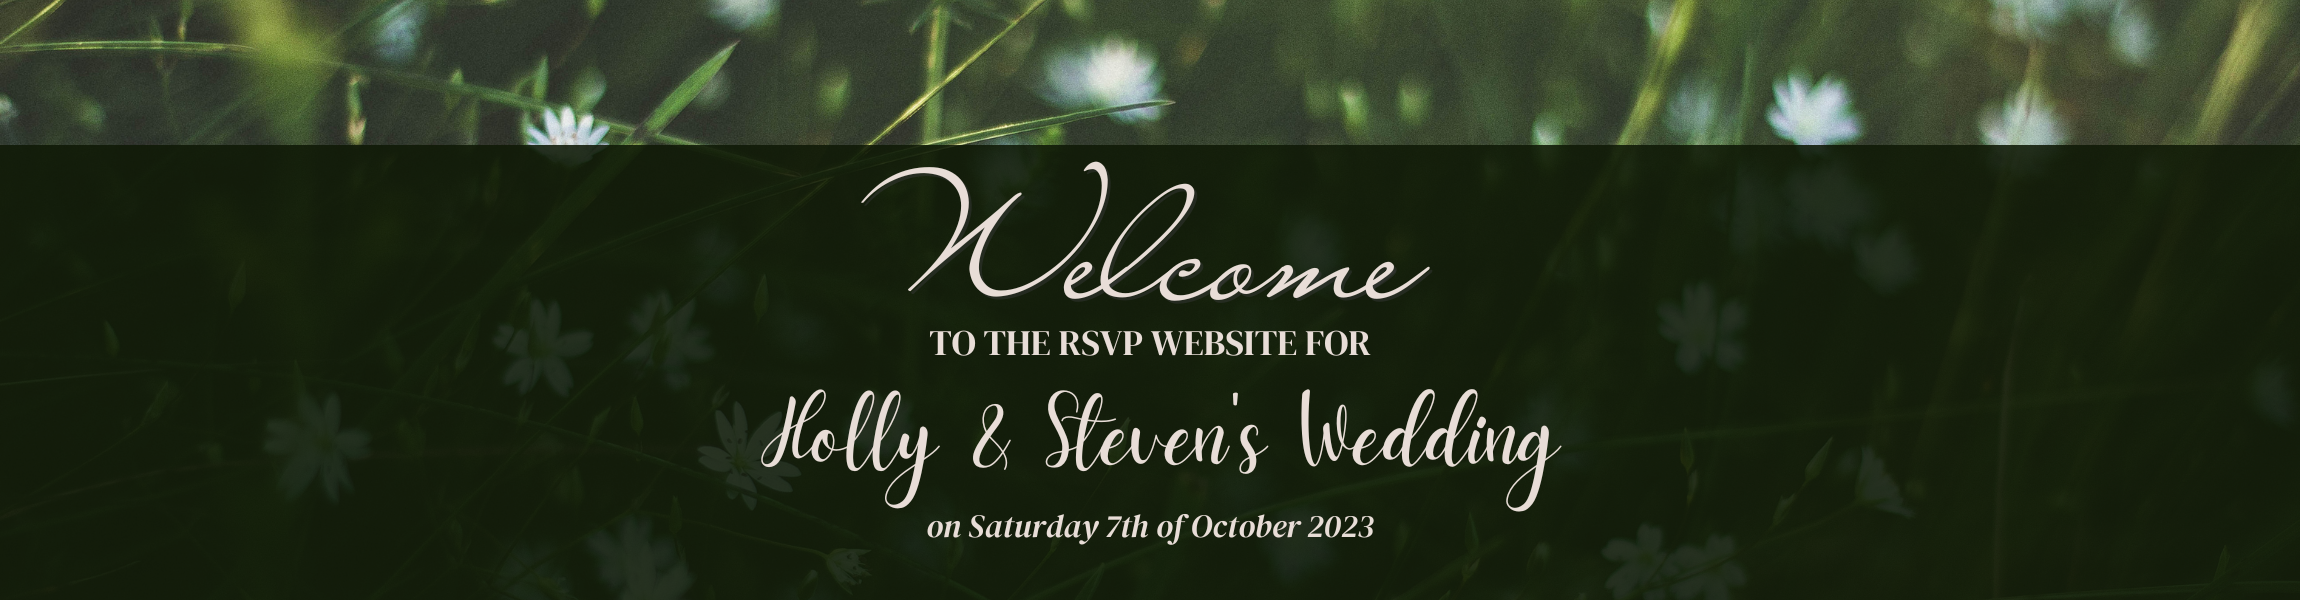 Welcome
TO THE RSVP WEBSITE FOR
Holly & Steven's Wedding
on Saturday 7th of October 2023